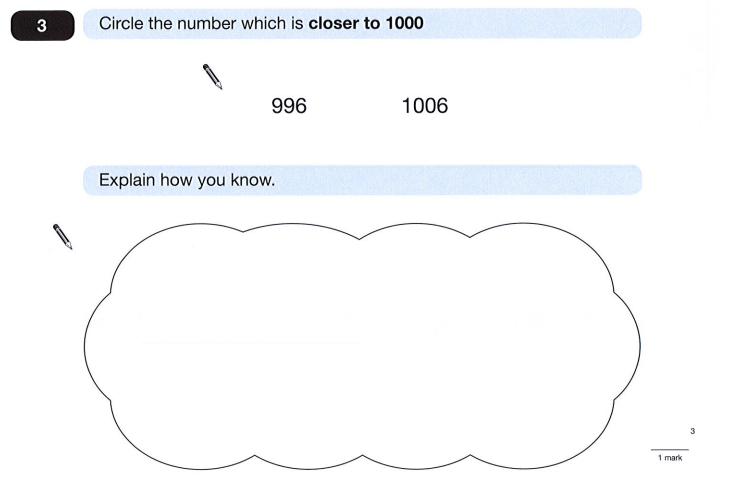 3 Circle the number which is closer to 1000
996 1006
Explain how you know.
3
1 mark